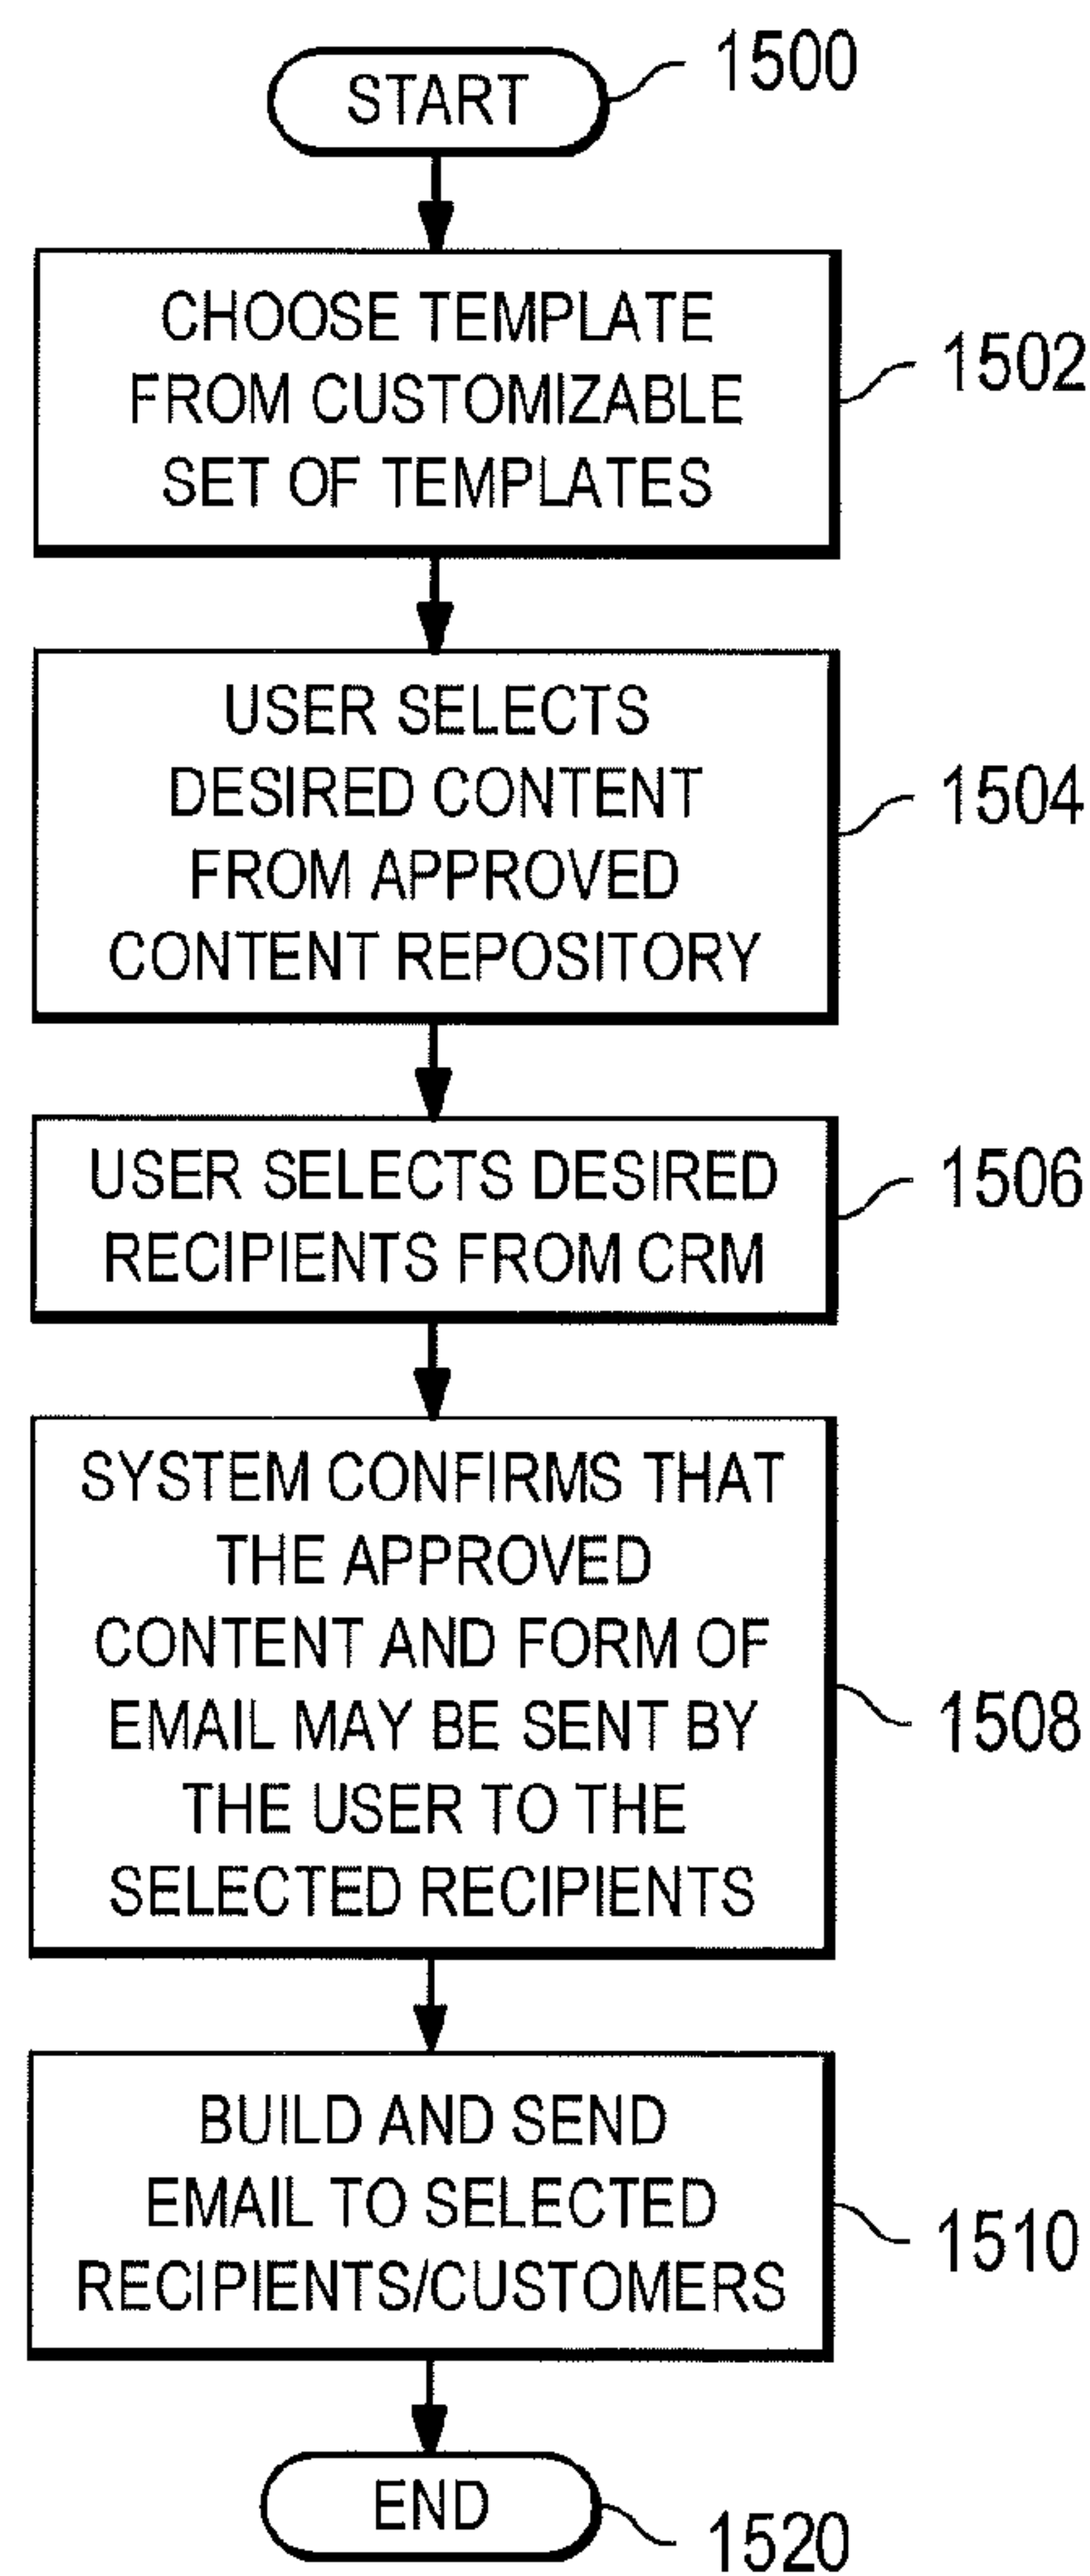 START
1500
CHOOSE TEMPLATE
FROM CUSTOMIZABLE
SET OF TEMPLATES
1502
USER SELECTS
DESIRED CONTENT
FROM APPROVED
CONTENT REPOSITORY
1504
USER SELECTS DESIRED
RECIPIENTS FROM CRM
1506
SYSTEM CONFIRMS THAT
THE APPROVED
CONTENT AND FORM OF
EMAIL MAY BE SENT BY
THE USER TO THE
SELECTED RECIPIENTS
1508
BUILD AND SEND
EMAIL TO SELECTED
RECIPIENTS/CUSTOMERS
1510
END
1520